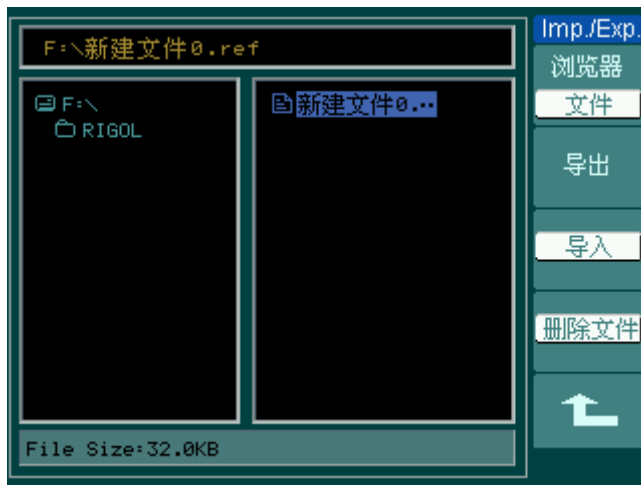 F:\新建文件0.ref
F:\
RIGOL
新建文件0.··
File Size:32.0KB
Imp./Exp.
浏览器
文件
导出
导入
删除文件